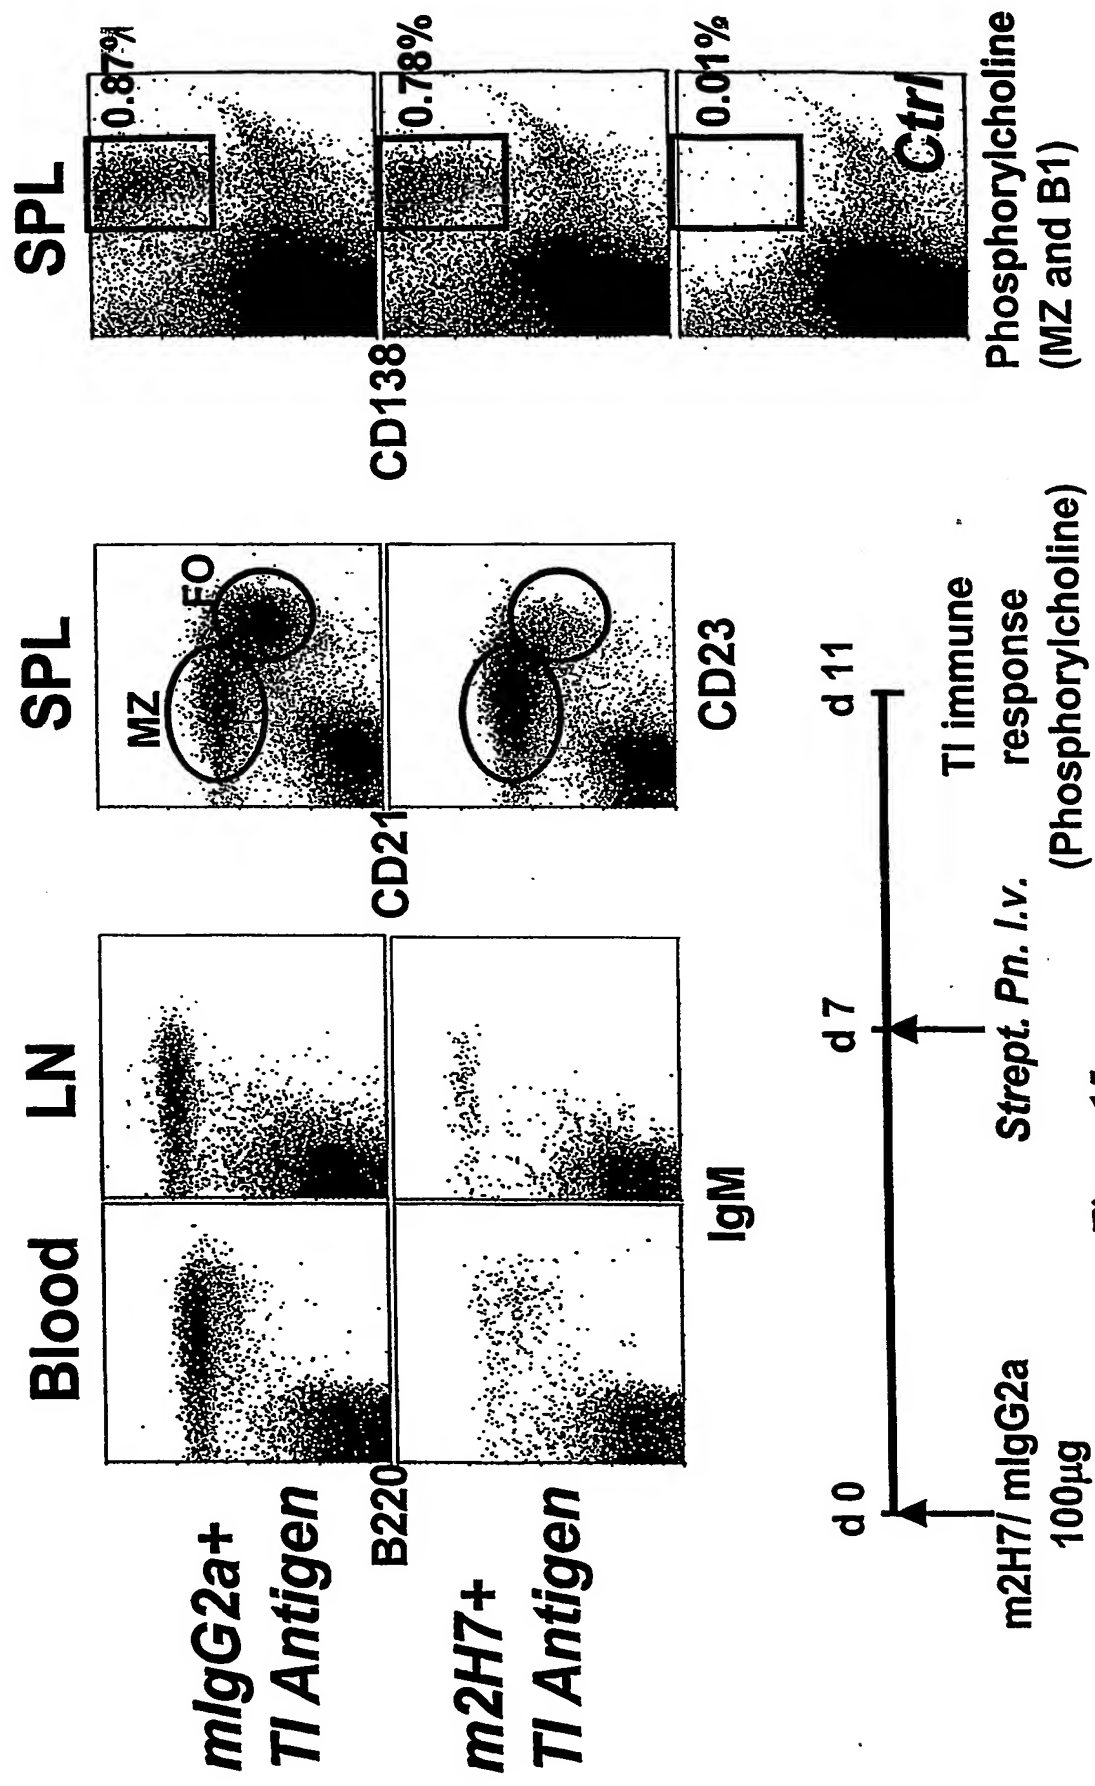 Blood
LN
SPL
SPL
mIgG2a+
TI Antigen
m2H7+
TI Antigen
B220
IgM
CD21
MZ
FO
CD23
CD138
0.87%
0.78%
0.01%
Ctrl
Phosphorylcholine
(MZ and B1)
d 0
d 7
d 11
m2H7/ mIgG2a
100µg
Strept. Pn. I.v.
TI immune
response
(Phosphorylcholine)